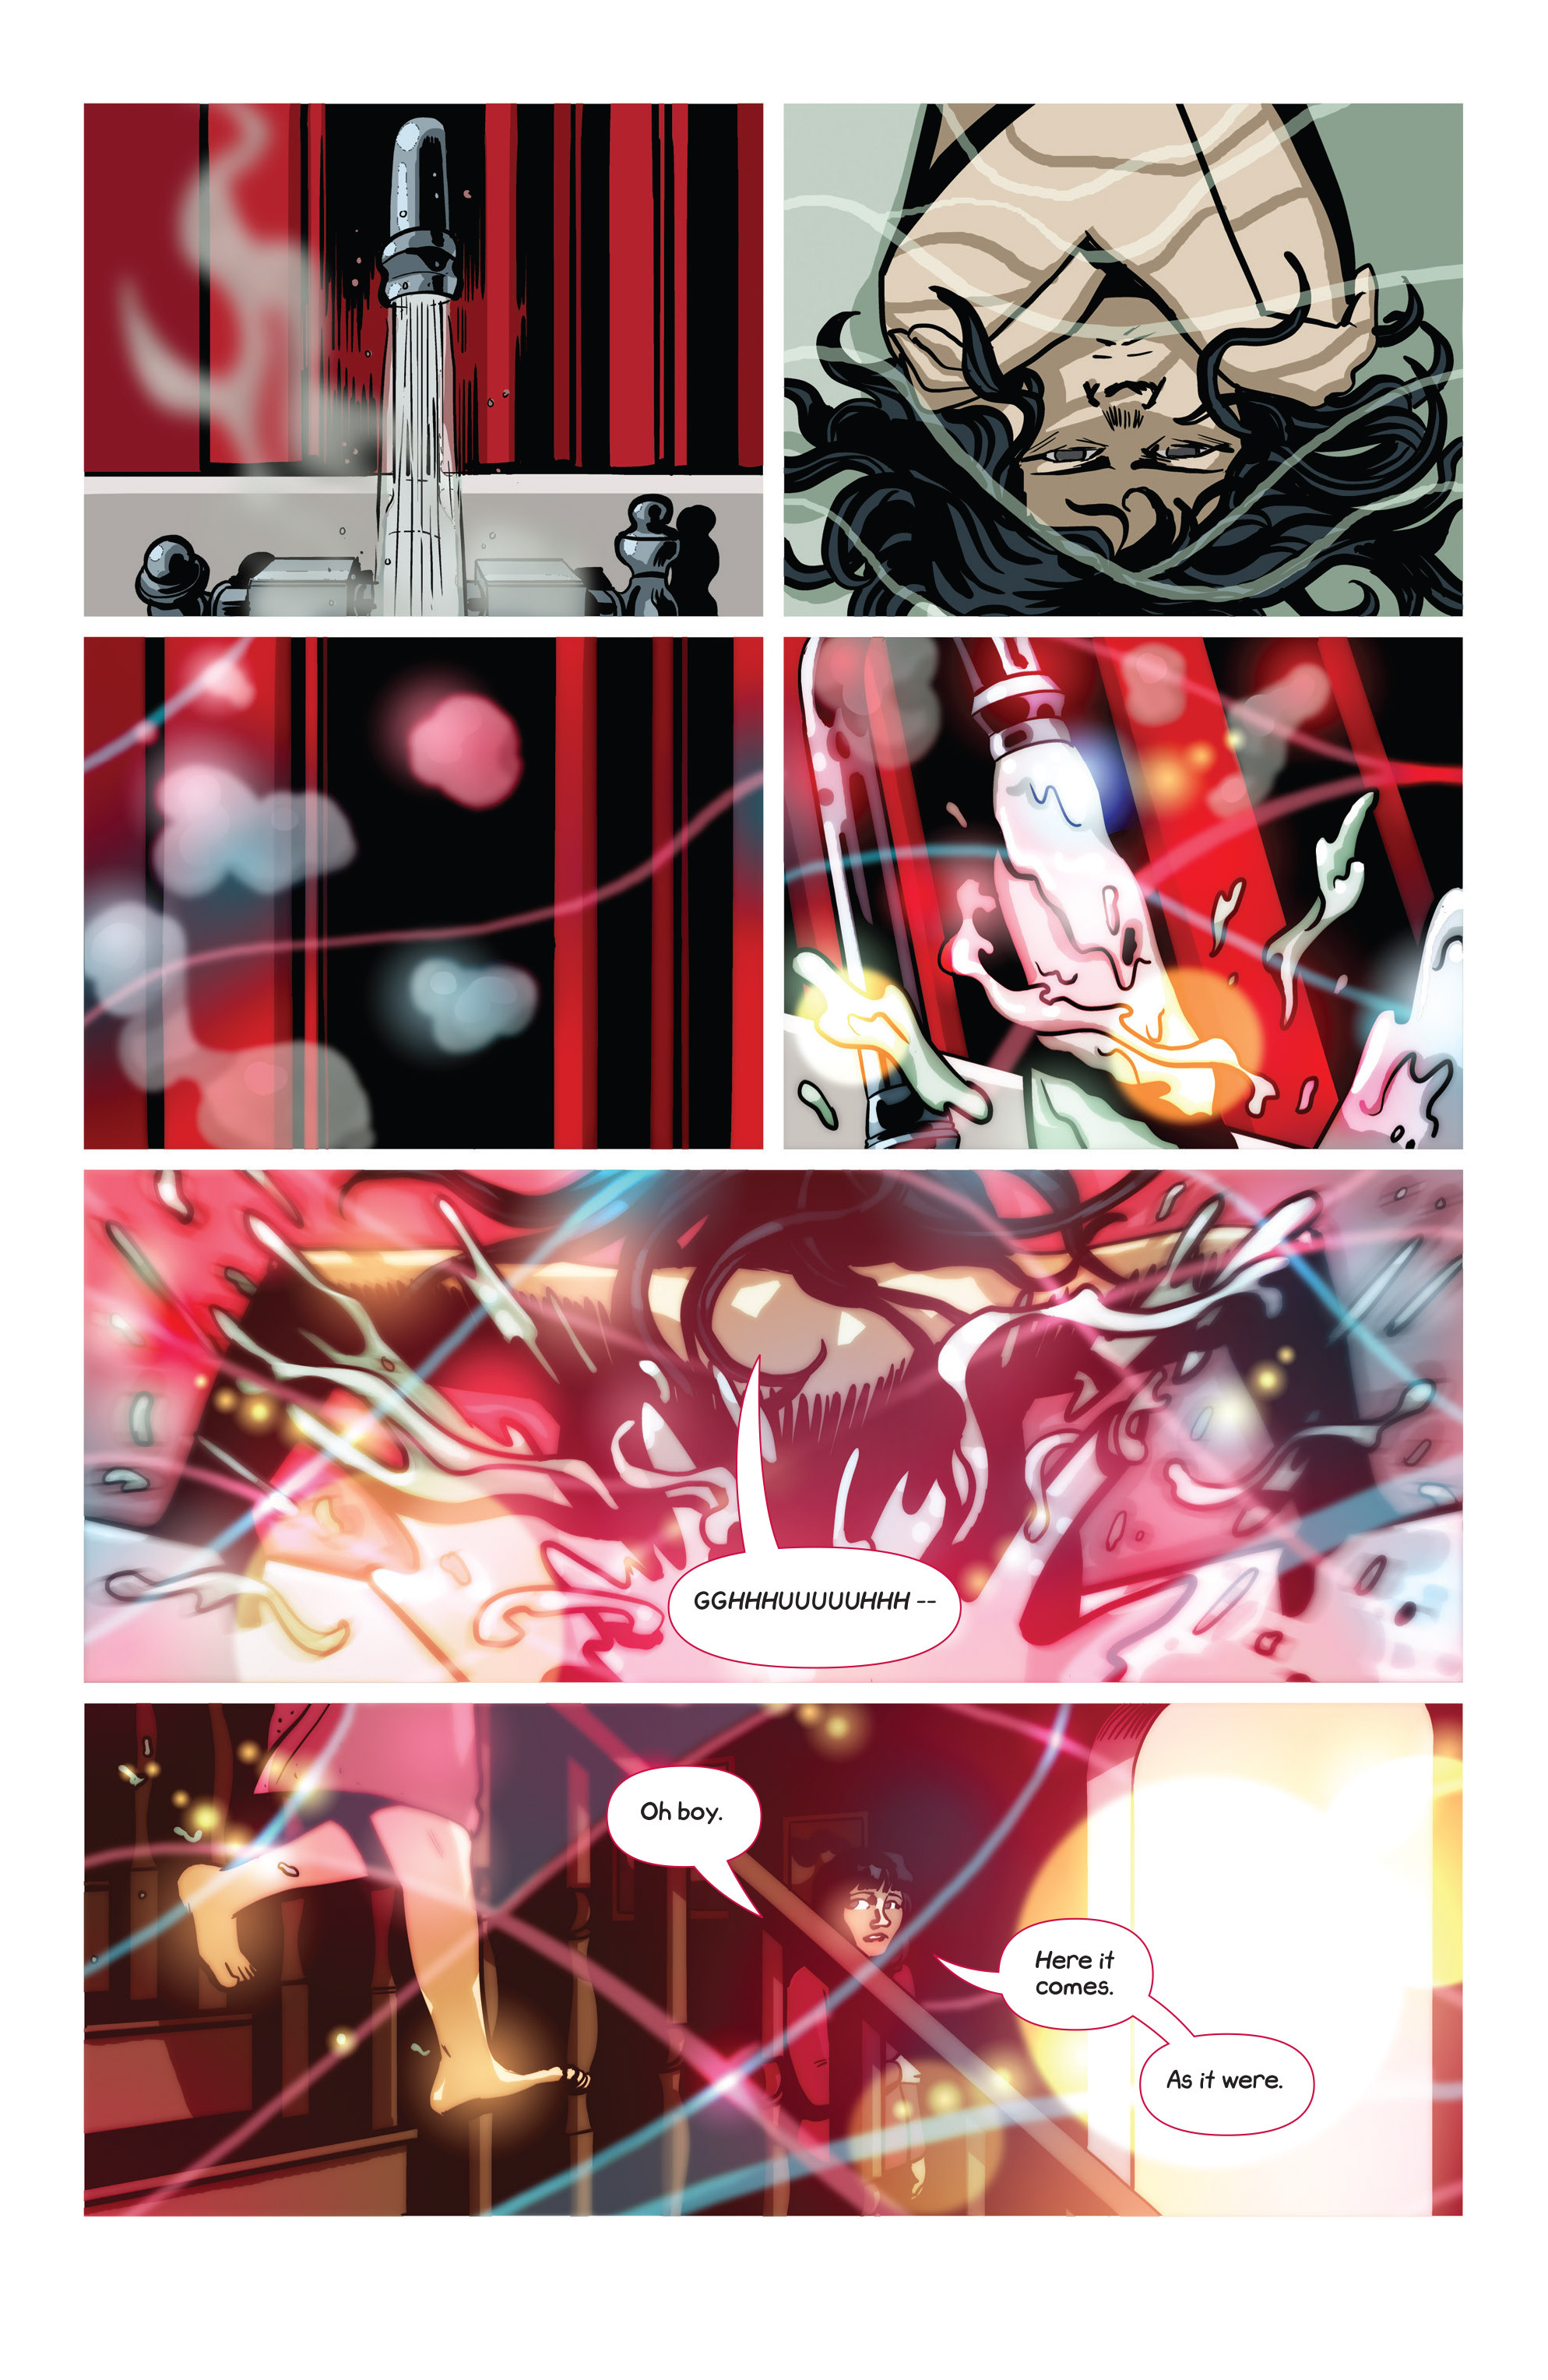 GGHHHUUUUUHHH --
Oh boy.
Here it
comes.
As it were.